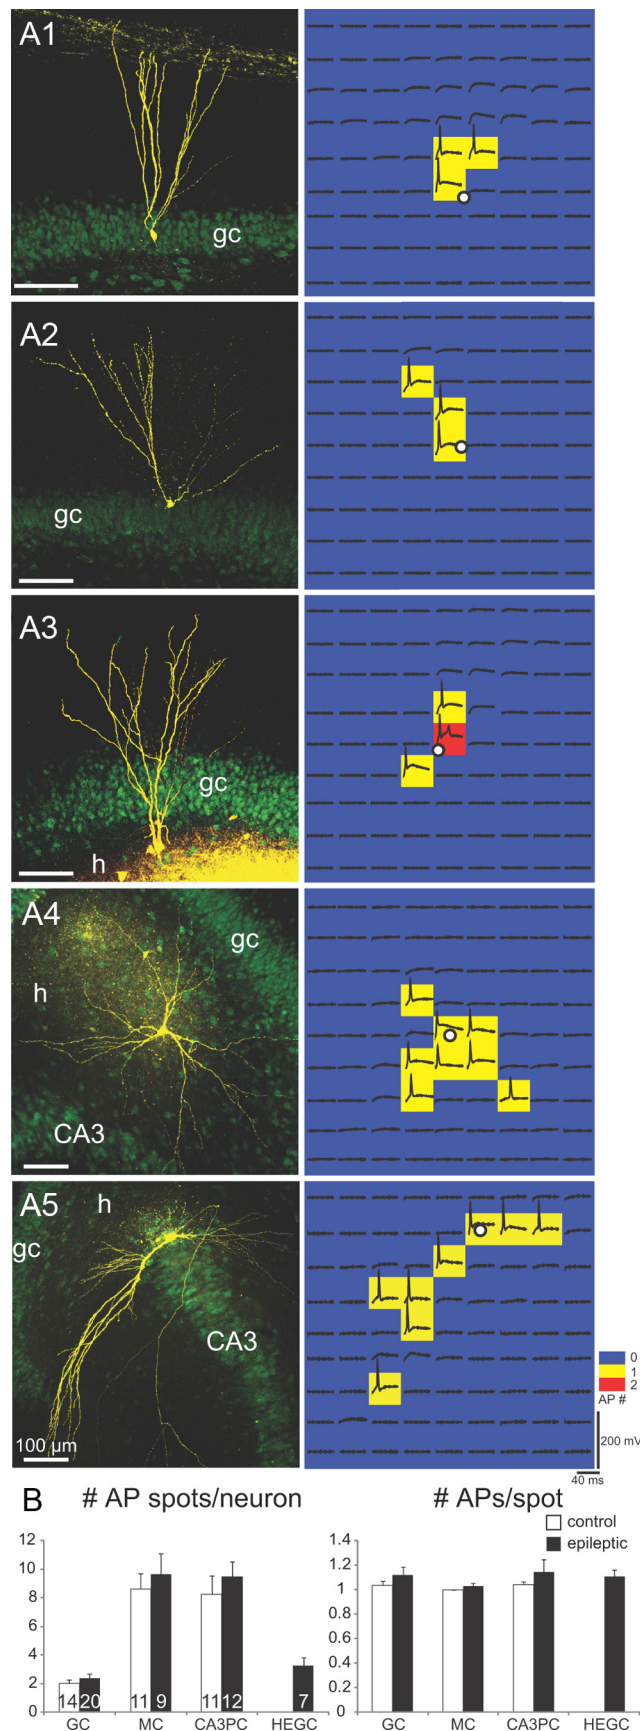 A1
gc
A2
gc
A3
gc
h
A4
gc
h
CA3
A5
h
gc
CA3
100 µm
0
1
2
AP #
200 mV
40 ms
B
# AP spots/neuron
# APs/spot
control
epileptic
12
10
8
6
4
2
0
14 20 11 9 11 12 7
GC MC CA3PC HEGC
1.4
1.2
1
0.8
0.6
0.4
0.2
0
GC MC CA3PC HEGC